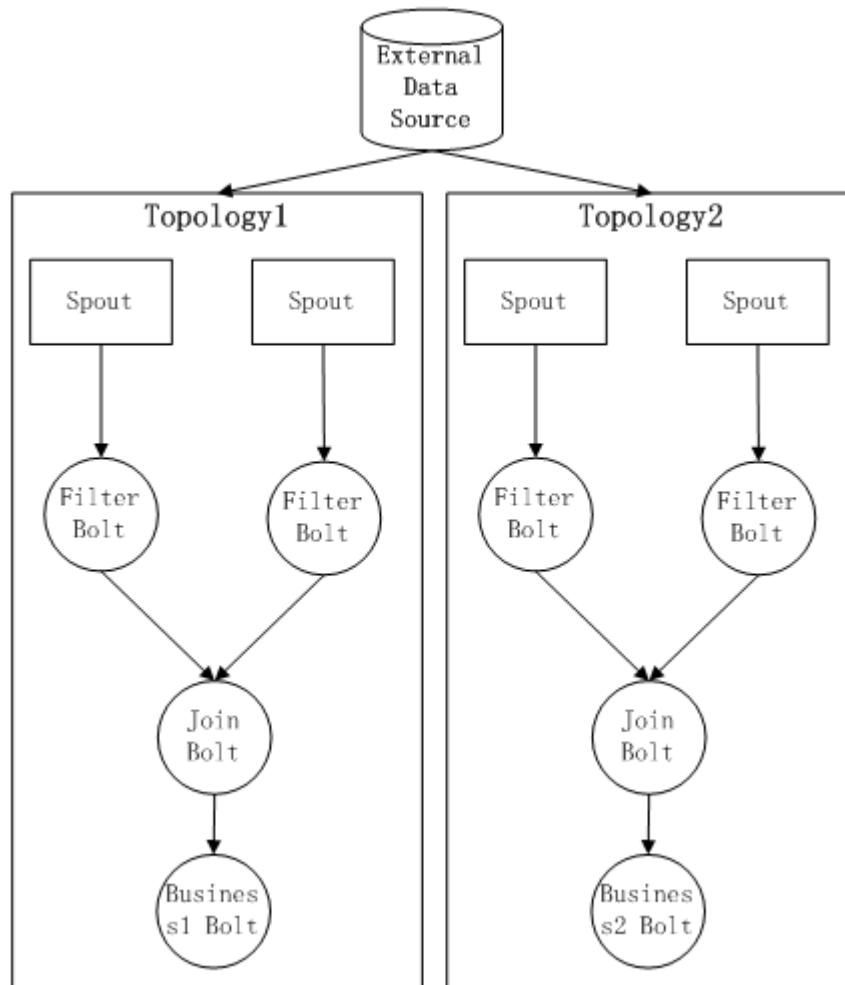 External
Data
Source
Topology1
Topology2
Spout
Spout
Spout
Spout
Filter
Bolt
Filter
Bolt
Filter
Bolt
Filter
Bolt
Join
Bolt
Join
Bolt
Busines
s1 Bolt
Busines
s2 Bolt